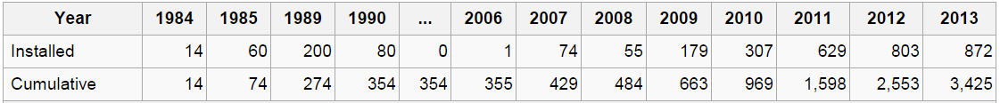 Year 1984 1985 1989 1990 ... 2006 2007 2008 2009 2010 2011 2012 2013
Installed 14 60 200 80 0 1 74 55 179 307 629 803 872
Cumulative 14 74 274 354 354 355 429 484 663 969 1,598 2,553 3,425